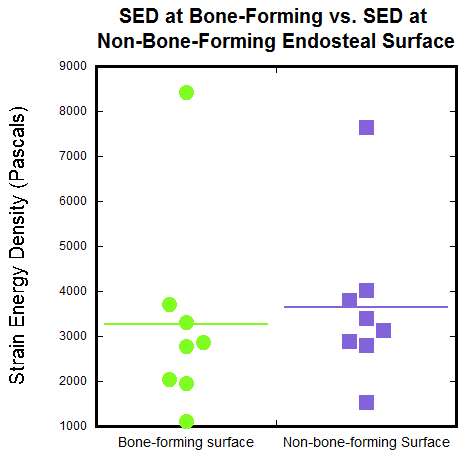 SED at Bone-Forming vs. SED at
Non-Bone-Forming Endosteal Surface
Strain Energy Density (Pascals)
9000
8000
7000
6000
5000
4000
3000
2000
1000
Bone-forming surface
Non-bone-forming Surface